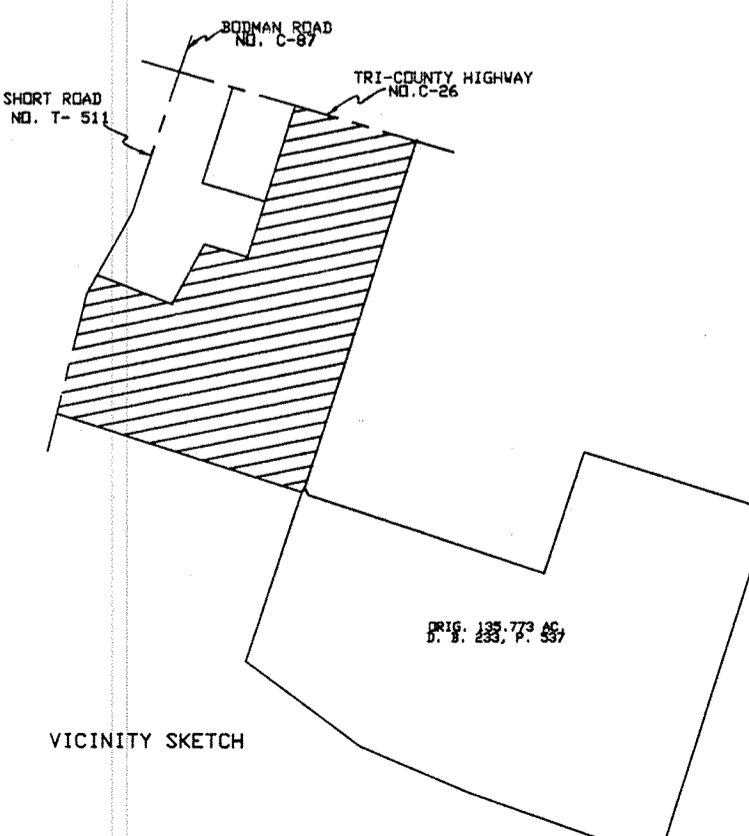 BODMAN ROAD
NO. C-87
TRI-COUNTY HIGHWAY
NO.C-26
SHORT ROAD
NO. T- 511
ORIG. 135.773 AC.
D. B. 233, P. 537
VICINITY SKETCH